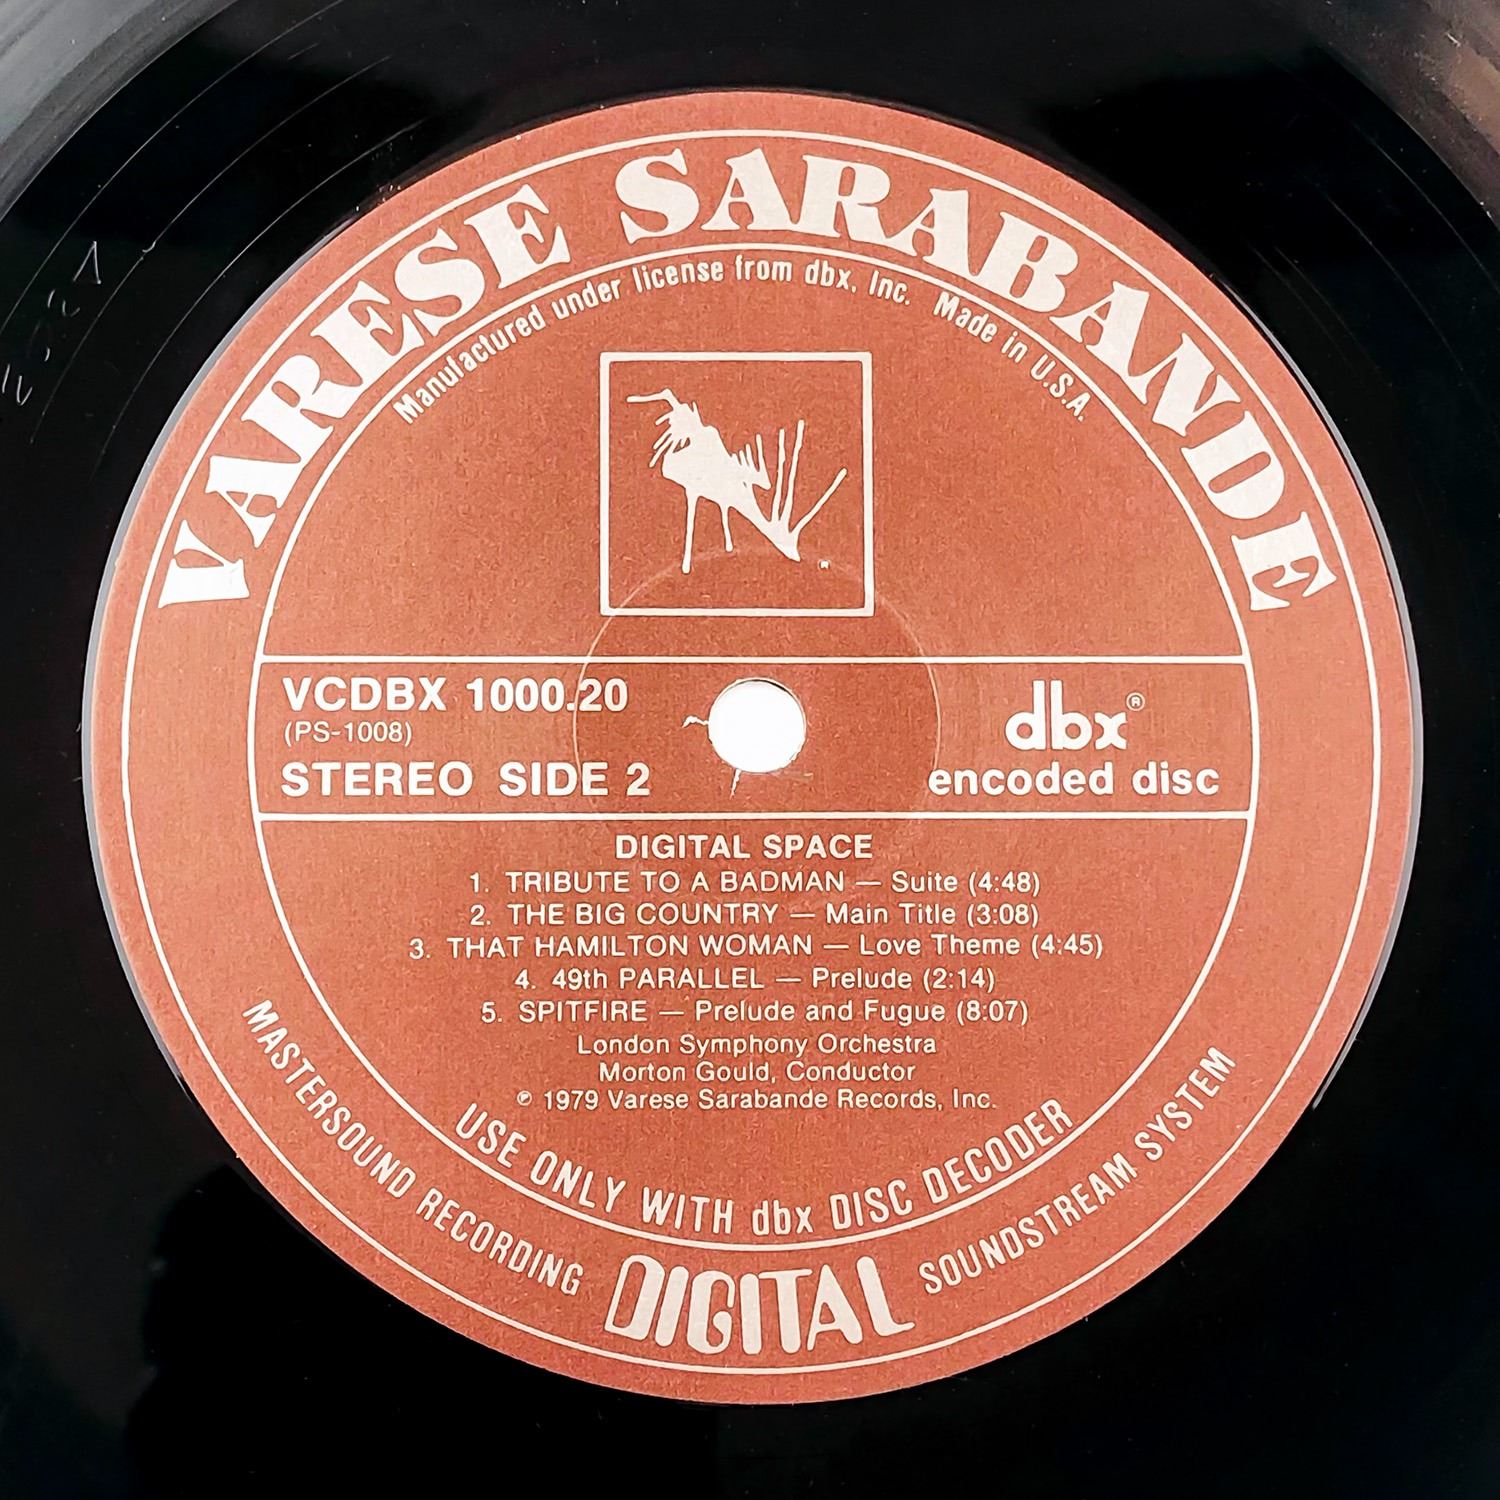 VARESE SARABANDE
Manufactured under license from dbx, Inc. Made in U.S.A.
VCDBX 1000.20
(PS-1008)
STEREO SIDE 2
dbx®
encoded disc
DIGITAL SPACE
1. TRIBUTE TO A BADMAN — Suite (4:48)
2. THE BIG COUNTRY — Main Title (3:08)
3. THAT HAMILTON WOMAN — Love Theme (4:45)
4. 49th PARALLEL — Prelude (2:14)
5. SPITFIRE — Prelude and Fugue (8:07)
London Symphony Orchestra
Morton Gould, Conductor
℗ 1979 Varese Sarabande Records, Inc.
USE ONLY WITH dbx DISC DECODER
MASTERSOUND RECORDING DIGITAL SOUNDSTREAM SYSTEM